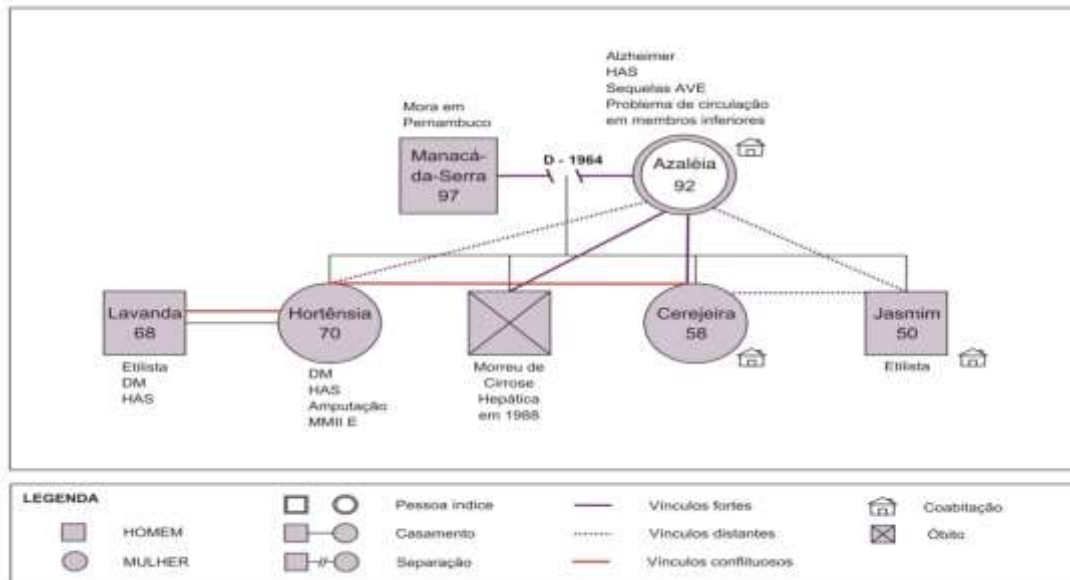 Alzheimer
HAS
Sequelas AVE
Problema de circulação
em membros inferiores
Mora em
Pernambuco
Manacá-
da-Serra
97
D - 1964
Azaléia
92
Lavanda
68
Hortênsia
70
Cerejeira
58
Jasmim
50
Etilista
DM
HAS
DM
HAS
Amputação
MMII E
Morreu de
Cirrose
Hepática
em 1988
Etilista
LEGENDA
HOMEM
MULHER
Pessoa índice
Casamento
Separação
Vínculos fortes
Vínculos distantes
Vínculos conflituosos
Coabitação
Óbito